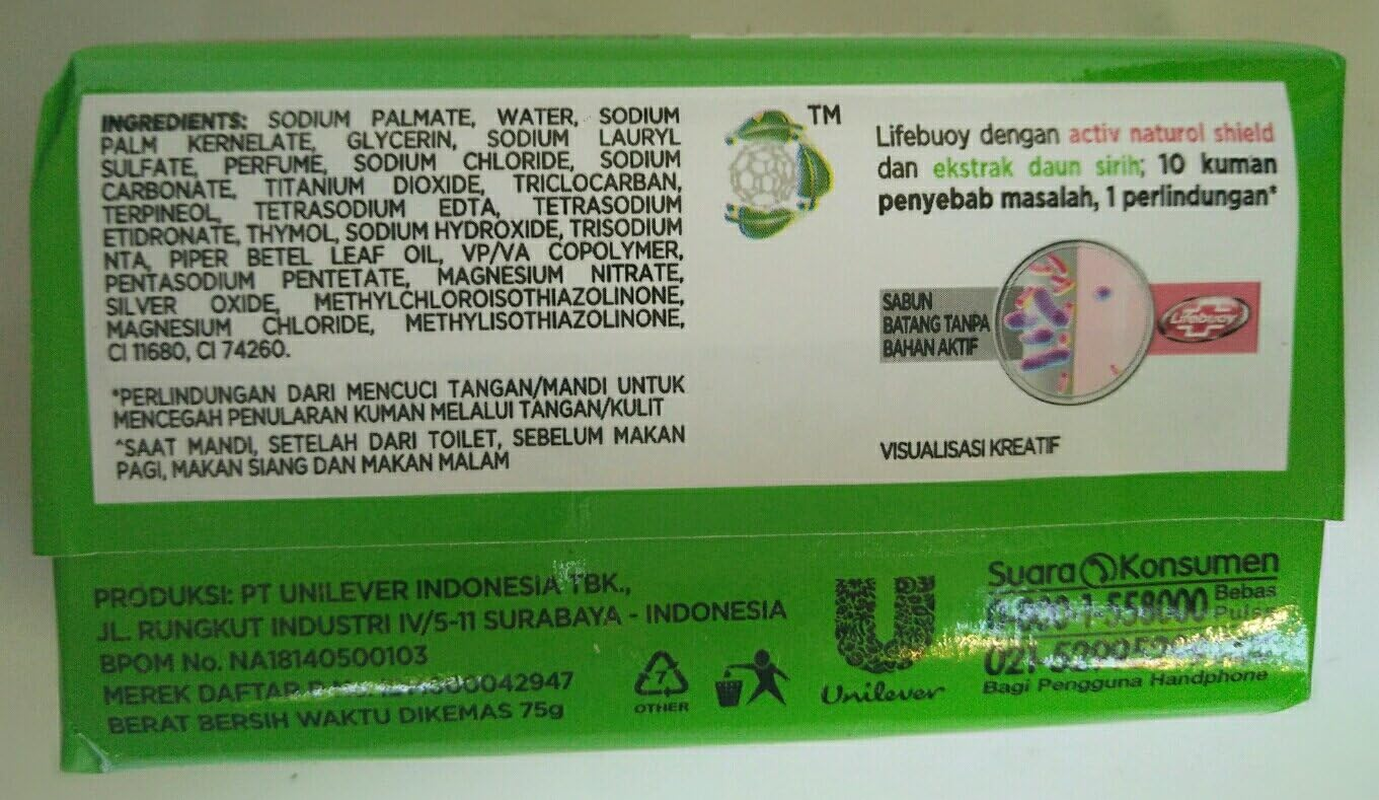 INGREDIENTS: SODIUM PALMATE, WATER, SODIUM
PALM KERNELATE, GLYCERIN, SODIUM LAURYL
SULFATE, PERFUME, SODIUM CHLORIDE, SODIUM
CARBONATE, TITANIUM DIOXIDE, TRICLOCARBAN,
TERPINEOL, TETRASODIUM EDTA, TETRASODIUM
ETIDRONATE, THYMOL, SODIUM HYDROXIDE, TRISODIUM
NTA, PIPER BETEL LEAF OIL, VP/VA COPOLYMER,
PENTASODIUM PENTETATE, MAGNESIUM NITRATE,
SILVER OXIDE, METHYLCHLOROISOTHIAZOLINONE,
MAGNESIUM CHLORIDE, METHYLISOTHIAZOLINONE,
CI 11680, CI 74260.
*PERLINDUNGAN DARI MENCUCI TANGAN/MANDI UNTUK
MENCEGAH PENULARAN KUMAN MELALUI TANGAN/KULIT
^SAAT MANDI, SETELAH DARI TOILET, SEBELUM MAKAN
PAGI, MAKAN SIANG DAN MAKAN MALAM
TM
Lifebuoy dengan activ naturol shield
dan ekstrak daun sirih; 10 kuman
penyebab masalah, 1 perlindungan*
SABUN
BATANG TANPA
BAHAN AKTIF
Lifebuoy
VISUALISASI KREATIF
PRODUKSI: PT UNILEVER INDONESIA TBK.,
JL. RUNGKUT INDUSTRI IV/5-11 SURABAYA - INDONESIA
BPOM No. NA18140500103
MEREK DAFTAR
BERAT BERSIH WAKTU DIKEMAS 75g
7
OTHER
Unilever
Suara Konsumen
Bebas
Pulsa
Bagi Pengguna Handphone